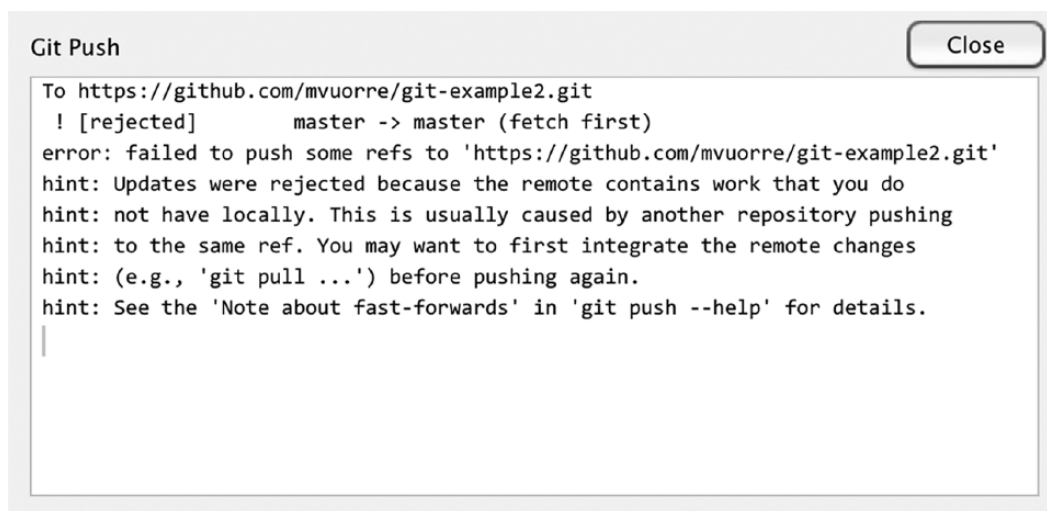 Git Push
Close
To https://github.com/mvuorre/git-example2.git
 ! [rejected]        master -> master (fetch first)
error: failed to push some refs to 'https://github.com/mvuorre/git-example2.git'
hint: Updates were rejected because the remote contains work that you do
hint: not have locally. This is usually caused by another repository pushing
hint: to the same ref. You may want to first integrate the remote changes
hint: (e.g., 'git pull ...') before pushing again.
hint: See the 'Note about fast-forwards' in 'git push --help' for details.